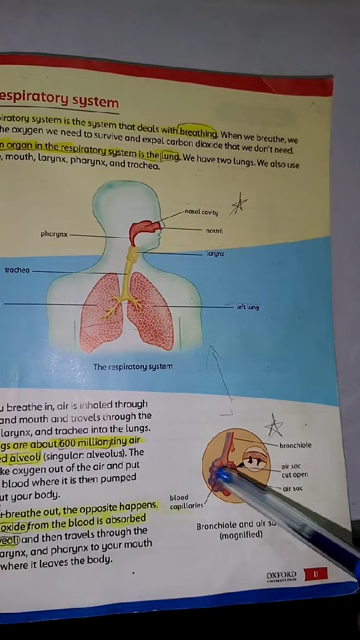 espiratory system
iratory system is the system that deals with breathing. When we breathe, we
he oxygen we need to survive and expel carbon dioxide that we don't need.
n organ in the respiratory system is the lung. We have two lungs. We also use
, mouth, larynx, pharynx, and trachea.
nasal cavity
nostril
pharynx
larynx
trachea
left lung
The respiratory system
u breathe in, air is inhaled through
and mouth and travels through the
larynx, and trachea into the lungs.
gs are about 600 million tiny air
ed alveoli (singular: alveolus). The
ke oxygen out of the air and put
blood where it is then pumped
ut your body.
breathe out, the opposite happens.
oxide from the blood is absorbed
veoli and then travels through the
arynx, and pharynx to your mouth
where it leaves the body.
bronchiole
air sac
cut open
air sac
blood
capillaries
Bronchiole and air sa
(magnified)
OXFORD
UNIVERSITY PRESS
11